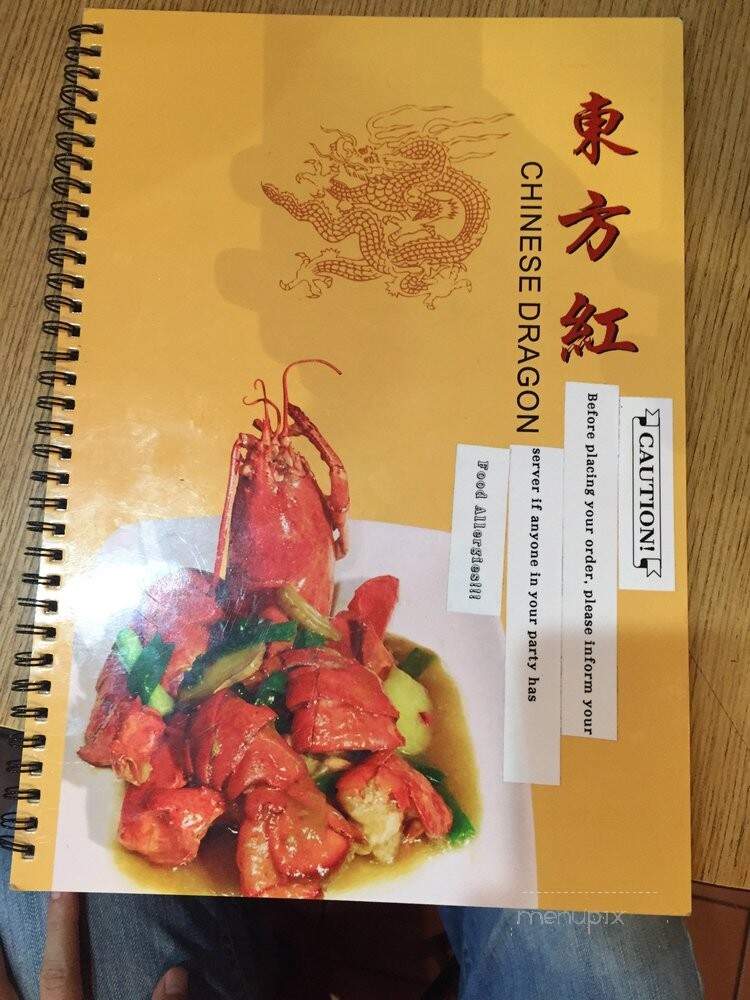 東方紅
CHINESE DRAGON
CAUTION!
Before placing your order, please inform your
server if anyone in your party has
Food Allergies!!!
menupix